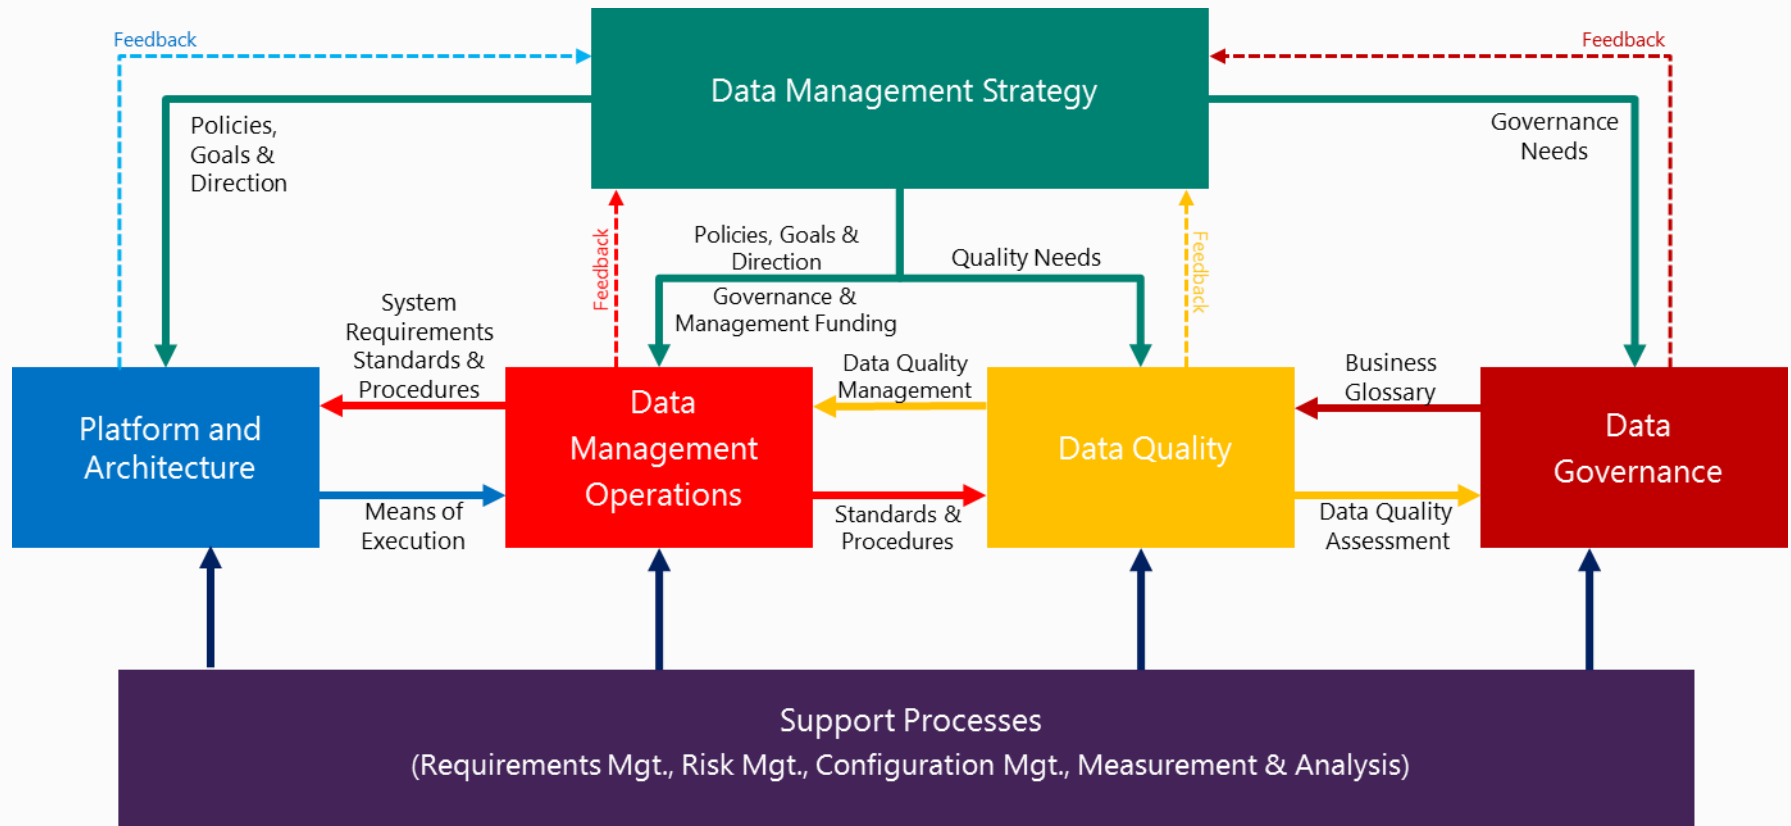 Feedback
Feedback
Data Management Strategy
Policies,
Goals &
Direction
Governance
Needs
Feedback
Policies, Goals &
Direction
Quality Needs
Feedback
Governance &
Management Funding
System
Requirements
Standards &
Procedures
Data Quality
Management
Business
Glossary
Platform and
Architecture
Data
Management
Operations
Data Quality
Data
Governance
Means of
Execution
Standards &
Procedures
Data Quality
Assessment
Support Processes
(Requirements Mgt., Risk Mgt., Configuration Mgt., Measurement & Analysis)